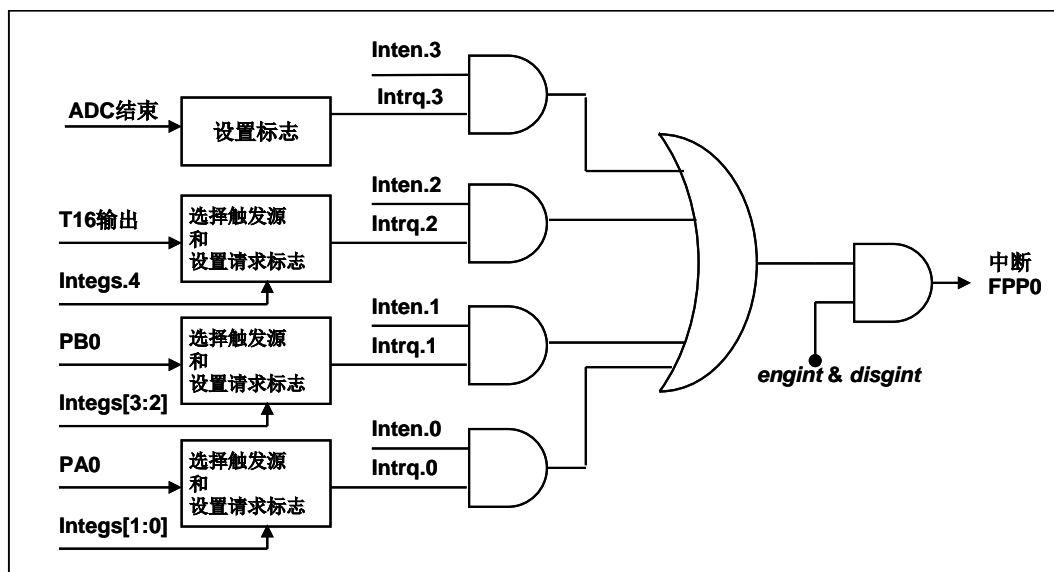 Inten.3
Intrq.3
ADC结束
设置标志
Inten.2
Intrq.2
T16输出
选择触发源
和
设置请求标志
Integs.4
Inten.1
Intrq.1
PB0
选择触发源
和
设置请求标志
Integs[3:2]
Inten.0
Intrq.0
PA0
选择触发源
和
设置请求标志
Integs[1:0]
中断
FPP0
engint & disgint